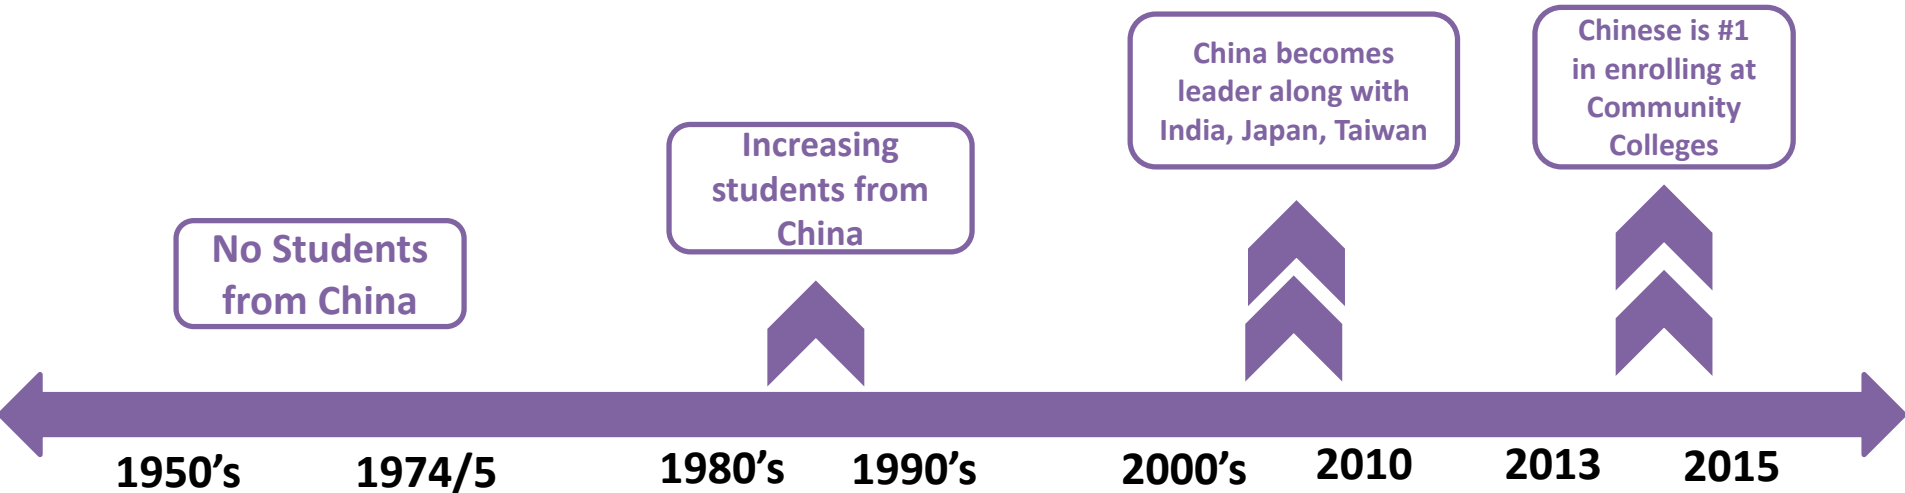 No Students
from China
Increasing
students from
China
China becomes
leader along with
India, Japan, Taiwan
Chinese is #1
in enrolling at
Community
Colleges
1950’s
1974/5
1980’s
1990’s
2000’s
2010
2013
2015